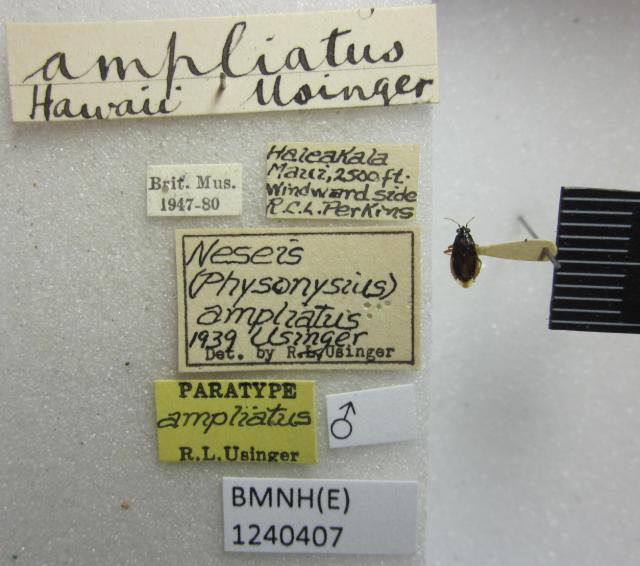 ampliatus
Hawaii Usinger
Haleakala
Maui, 2500 ft.
Windward side
R.C.L. Perkins
Brit. Mus.
1947-80
Neseis
(Physonysius)
ampliatus
1939 Usinger
Det. by R.L. Usinger
PARATYPE
ampliatus
R.L.Usinger
♂
BMNH(E)
1240407